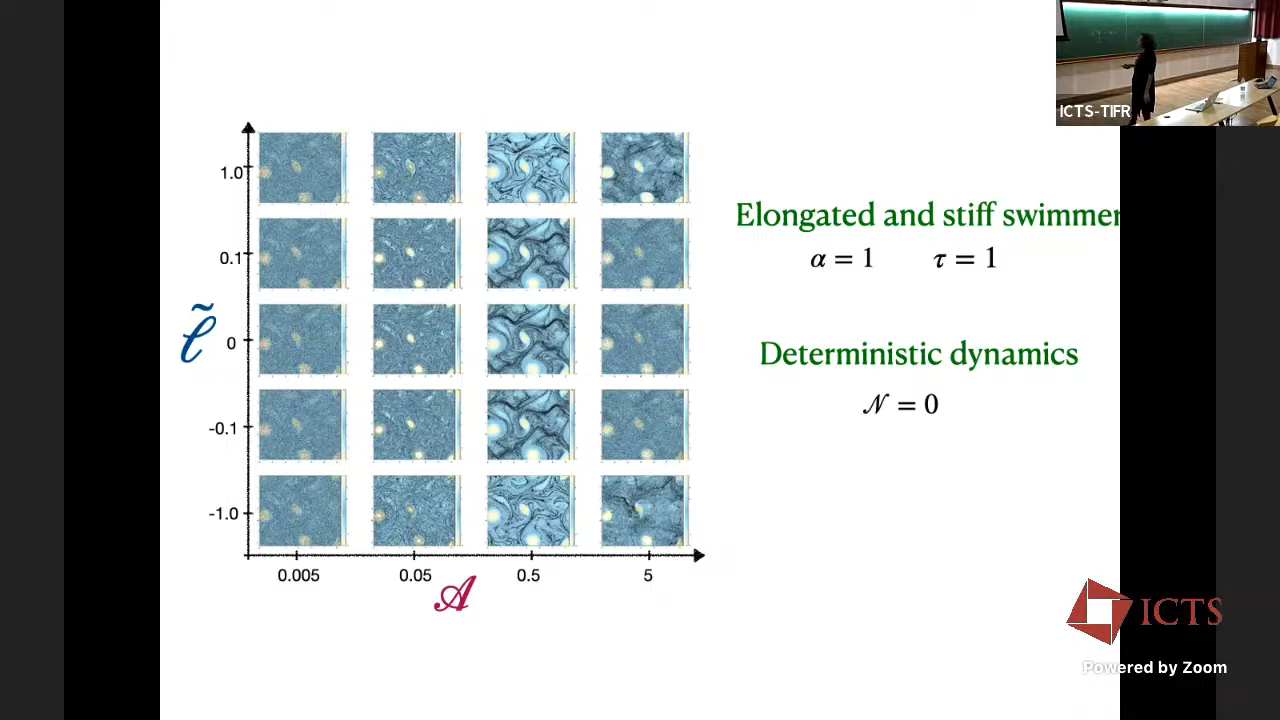 ICTS-TIFR
1.0
0.1
0
-0.1
-1.0
ℓ̃
0.005
0.05
0.5
5
𝒜
Elongated and stiff swimmer
α = 1 τ = 1
Deterministic dynamics
𝒩 = 0
ICTS
Powered by Zoom